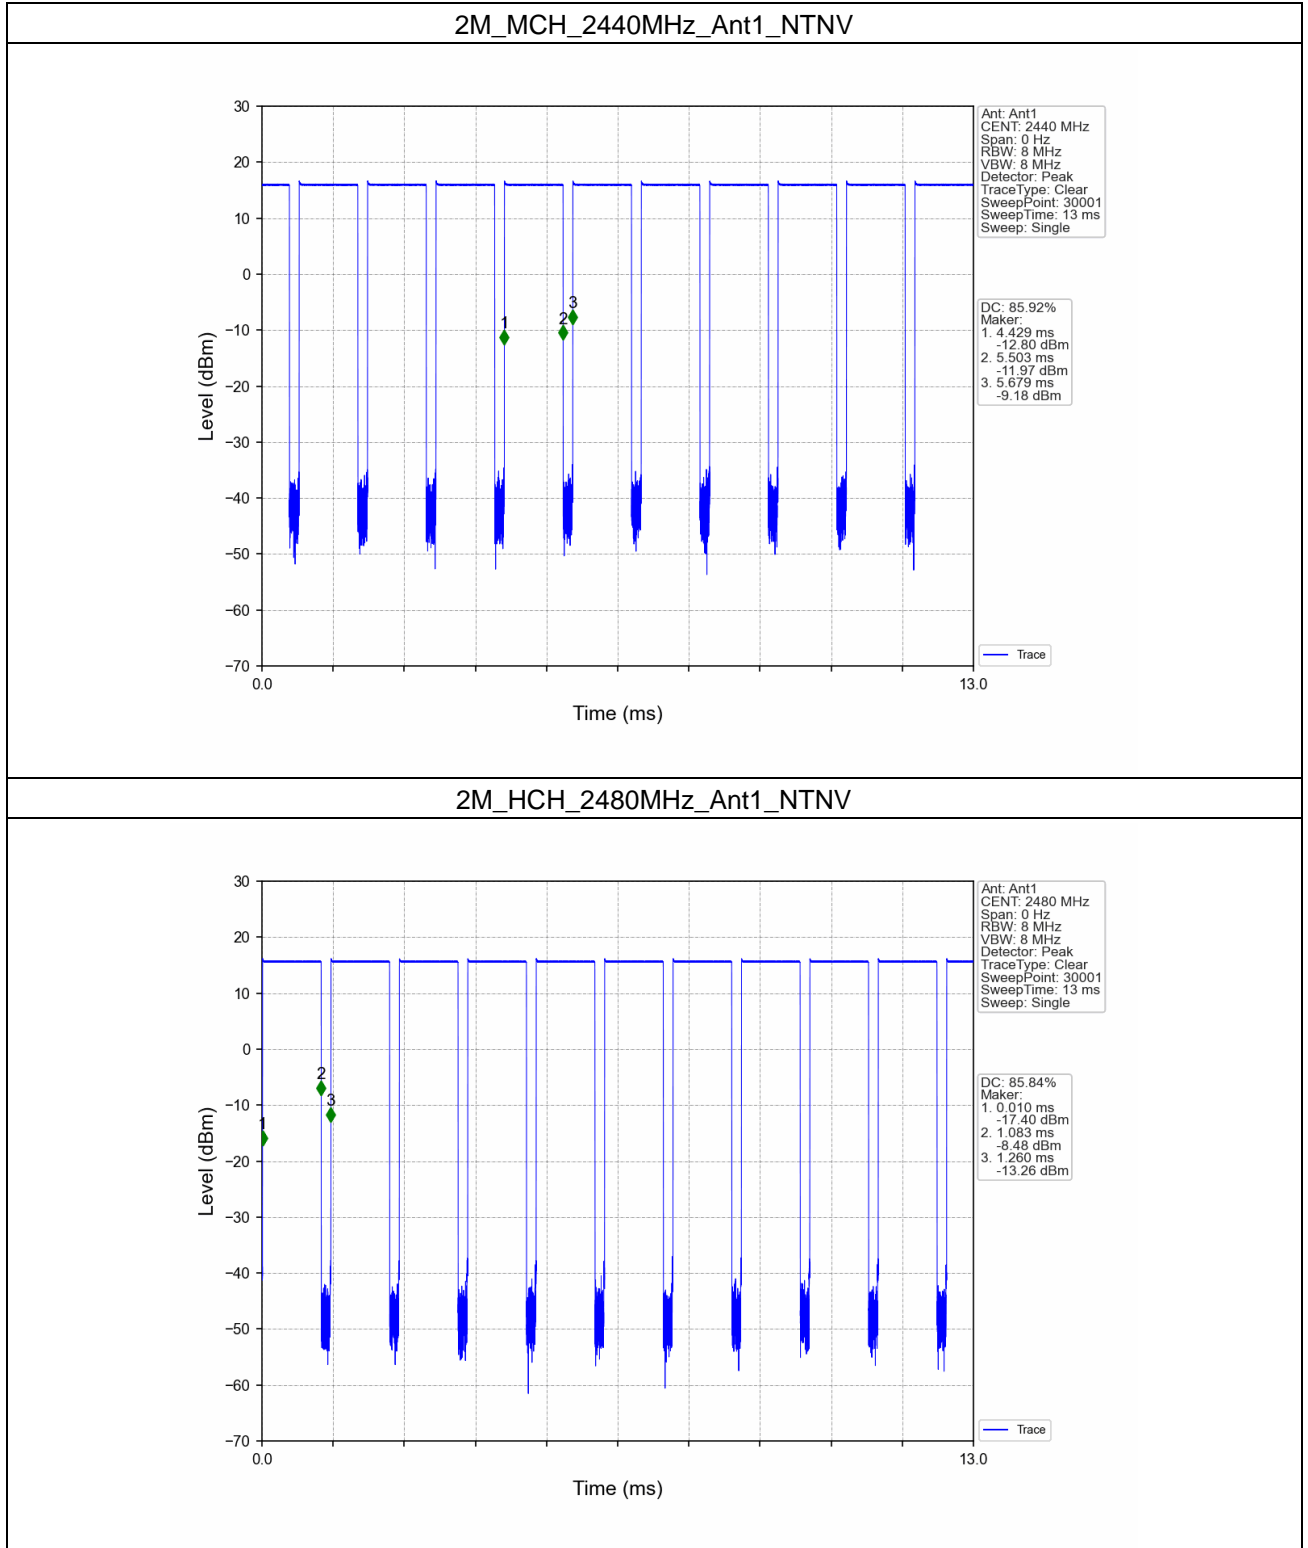 2M_MCH_2440MHz_Ant1_NTNV
30
20
10
0
−10
−20
−30
−40
−50
−60
−70
Level (dBm)
0.0
13.0
Time (ms)
1
2
3
Ant: Ant1
CENT: 2440 MHz
Span: 0 Hz
RBW: 8 MHz
VBW: 8 MHz
Detector: Peak
TraceType: Clear
SweepPoint: 30001
SweepTime: 13 ms
Sweep: Single
DC: 85.92%
Maker:
1. 4.429 ms
-12.80 dBm
2. 5.503 ms
-11.97 dBm
3. 5.679 ms
-9.18 dBm
Trace
2M_HCH_2480MHz_Ant1_NTNV
30
20
10
0
−10
−20
−30
−40
−50
−60
−70
Level (dBm)
0.0
13.0
Time (ms)
1
2
3
Ant: Ant1
CENT: 2480 MHz
Span: 0 Hz
RBW: 8 MHz
VBW: 8 MHz
Detector: Peak
TraceType: Clear
SweepPoint: 30001
SweepTime: 13 ms
Sweep: Single
DC: 85.84%
Maker:
1. 0.010 ms
-17.40 dBm
2. 1.083 ms
-8.48 dBm
3. 1.260 ms
-13.26 dBm
Trace